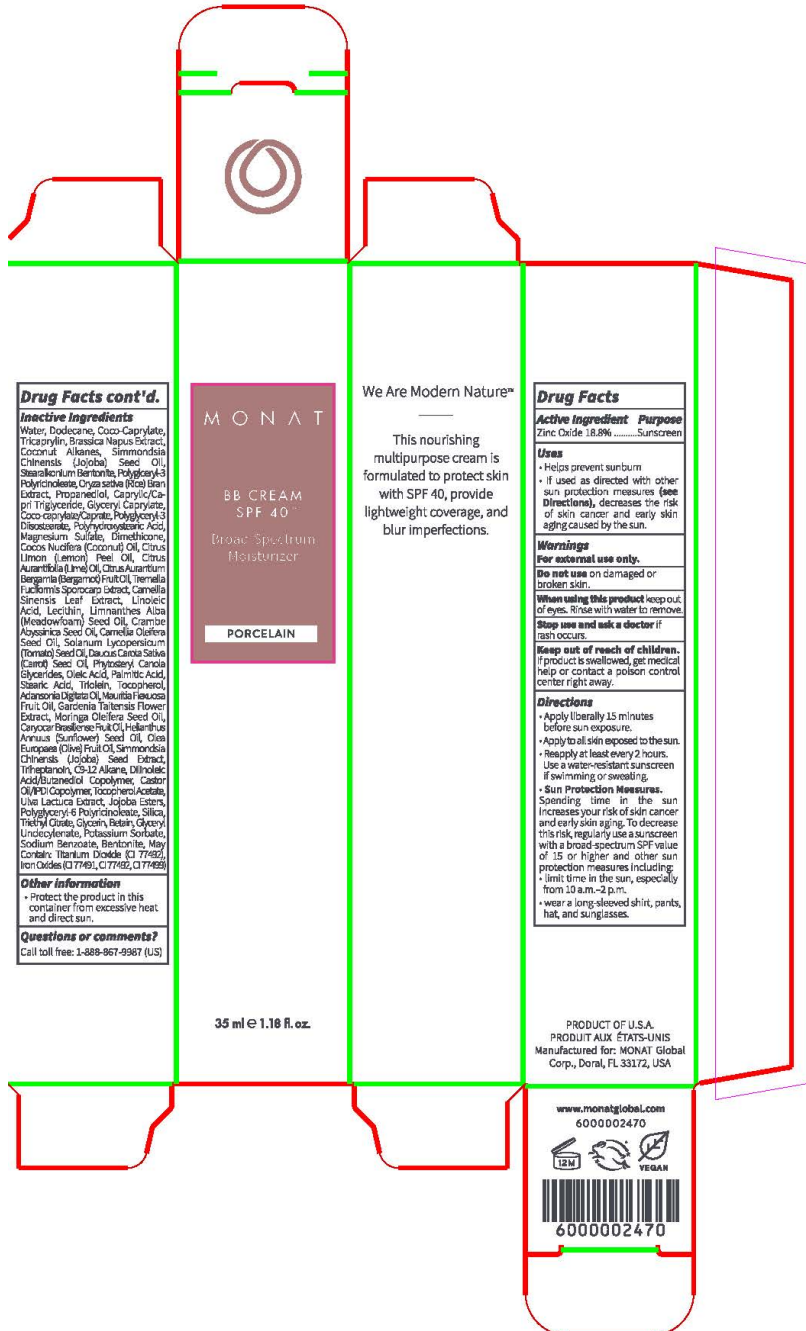 Drug Facts cont'd.
Inactive Ingredients
Water, Dodecane, Coco-Caprylate,
Tricaprylin, Brassica Napus Extract,
Coconut Alkanes, Simmondsia
Chinensis (Jojoba) Seed Oil,
Stearalkonium Bentonite, Polyglyceryl-3
Polyricinoleate, Oryza sativa (Rice) Bran
Extract, Propanediol, Caprylic/Ca-
pri Triglyceride, Glyceryl Caprylate,
Coco-caprylate/Caprate, Polyglyceryl-3
Diisostearate, Polyhydroxystearic Acid,
Magnesium Sulfate, Dimethicone,
Cocos Nucifera (Coconut) Oil, Citrus
Limon (Lemon) Peel Oil, Citrus
Aurantifolia (Lime) Oil, Citrus Aurantium
Bergamia (Bergamot) Fruit Oil, Tremella
Fuciformis Sporocarp Extract, Camellia
Sinensis Leaf Extract, Linoleic
Acid, Lecithin, Limnanthes Alba
(Meadowfoam) Seed Oil, Crambe
Abyssinica Seed Oil, Camellia Oleifera
Seed Oil, Solanum Lycopersicum
(Tomato) Seed Oil, Daucus Carota Sativa
(Carrot) Seed Oil, Phytosteryl Canola
Glycerides, Oleic Acid, Palmitic Acid,
Stearic Acid, Triolein, Tocopherol,
Adansonia Digitata Oil, Mauritia Flexuosa
Fruit Oil, Gardenia Taitensis Flower
Extract, Moringa Oleifera Seed Oil,
Caryocar Brasiliense Fruit Oil, Helianthus
Annuus (Sunflower) Seed Oil, Olea
Europaea (Olive) Fruit Oil, Simmondsia
Chinensis (Jojoba) Seed Extract,
Triheptanoin, C9-12 Alkane, Dilinoleic
Acid/Butanediol Copolymer, Castor
Oil/IPDI Copolymer, Tocopherol Acetate,
Ulva Lactuca Extract, Jojoba Esters,
Polyglyceryl-6 Polyricinoleate, Silica,
Triethyl Citrate, Glycerin, Betain, Glyceryl
Undecylenate, Potassium Sorbate,
Sodium Benzoate, Bentonite, May
Contain: Titanium Dioxide (CI 77492),
Iron Oxides (CI 77491, CI 77492, CI 77499)
Other information
• Protect the product in this
container from excessive heat
and direct sun.
Questions or comments?
Call toll free: 1-888-867-9987 (US)
MONAT
BB CREAM
SPF 40™
Broad Spectrum
Moisturizer
PORCELAIN
35 ml e 1.18 fl. oz.
We Are Modern Nature™
This nourishing
multipurpose cream is
formulated to protect skin
with SPF 40, provide
lightweight coverage, and
blur imperfections.
Drug Facts
Active Ingredient Purpose
Zinc Oxide 18.8% ..........Sunscreen
Uses
• Helps prevent sunburn
• If used as directed with other
sun protection measures (see
Directions), decreases the risk
of skin cancer and early skin
aging caused by the sun.
Warnings
For external use only.
Do not use on damaged or
broken skin.
When using this product keep out
of eyes. Rinse with water to remove.
Stop use and ask a doctor if
rash occurs.
Keep out of reach of children.
If product is swallowed, get medical
help or contact a poison control
center right away.
Directions
• Apply liberally 15 minutes
before sun exposure.
• Apply to all skin exposed to the sun.
• Reapply at least every 2 hours.
Use a water-resistant sunscreen
if swimming or sweating.
• Sun Protection Measures.
Spending time in the sun
increases your risk of skin cancer
and early skin aging. To decrease
this risk, regularly use a sunscreen
with a broad-spectrum SPF value
of 15 or higher and other sun
protection measures including:
• limit time in the sun, especially
from 10 a.m.–2 p.m.
• wear a long-sleeved shirt, pants,
hat, and sunglasses.
PRODUCT OF U.S.A.
PRODUIT AUX ÉTATS-UNIS
Manufactured for: MONAT Global
Corp., Doral, FL 33172, USA
www.monatglobal.com
6000002470
12M
VEGAN
6000002470